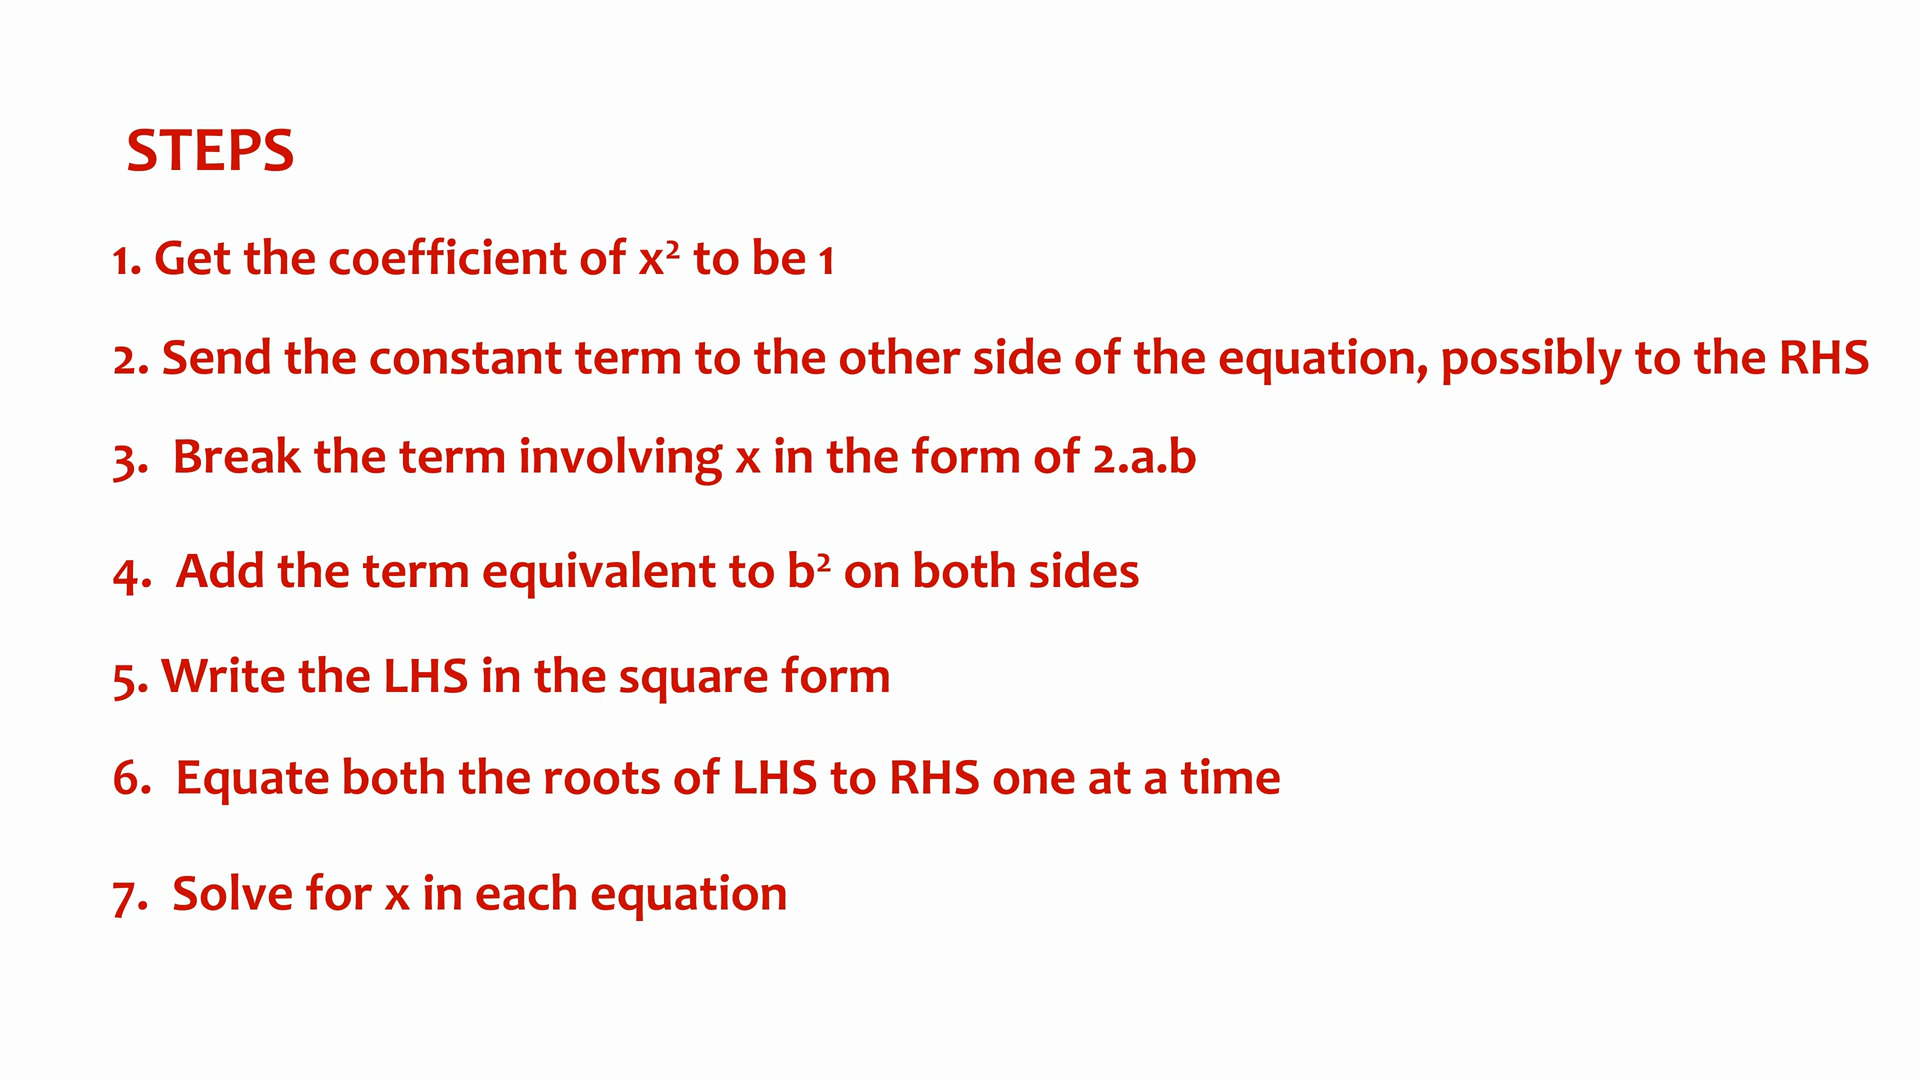 STEPS
1. Get the coefficient of x² to be 1
2. Send the constant term to the other side of the equation, possibly to the RHS
3. Break the term involving x in the form of 2.a.b
4. Add the term equivalent to b² on both sides
5. Write the LHS in the square form
6. Equate both the roots of LHS to RHS one at a time
7. Solve for x in each equation